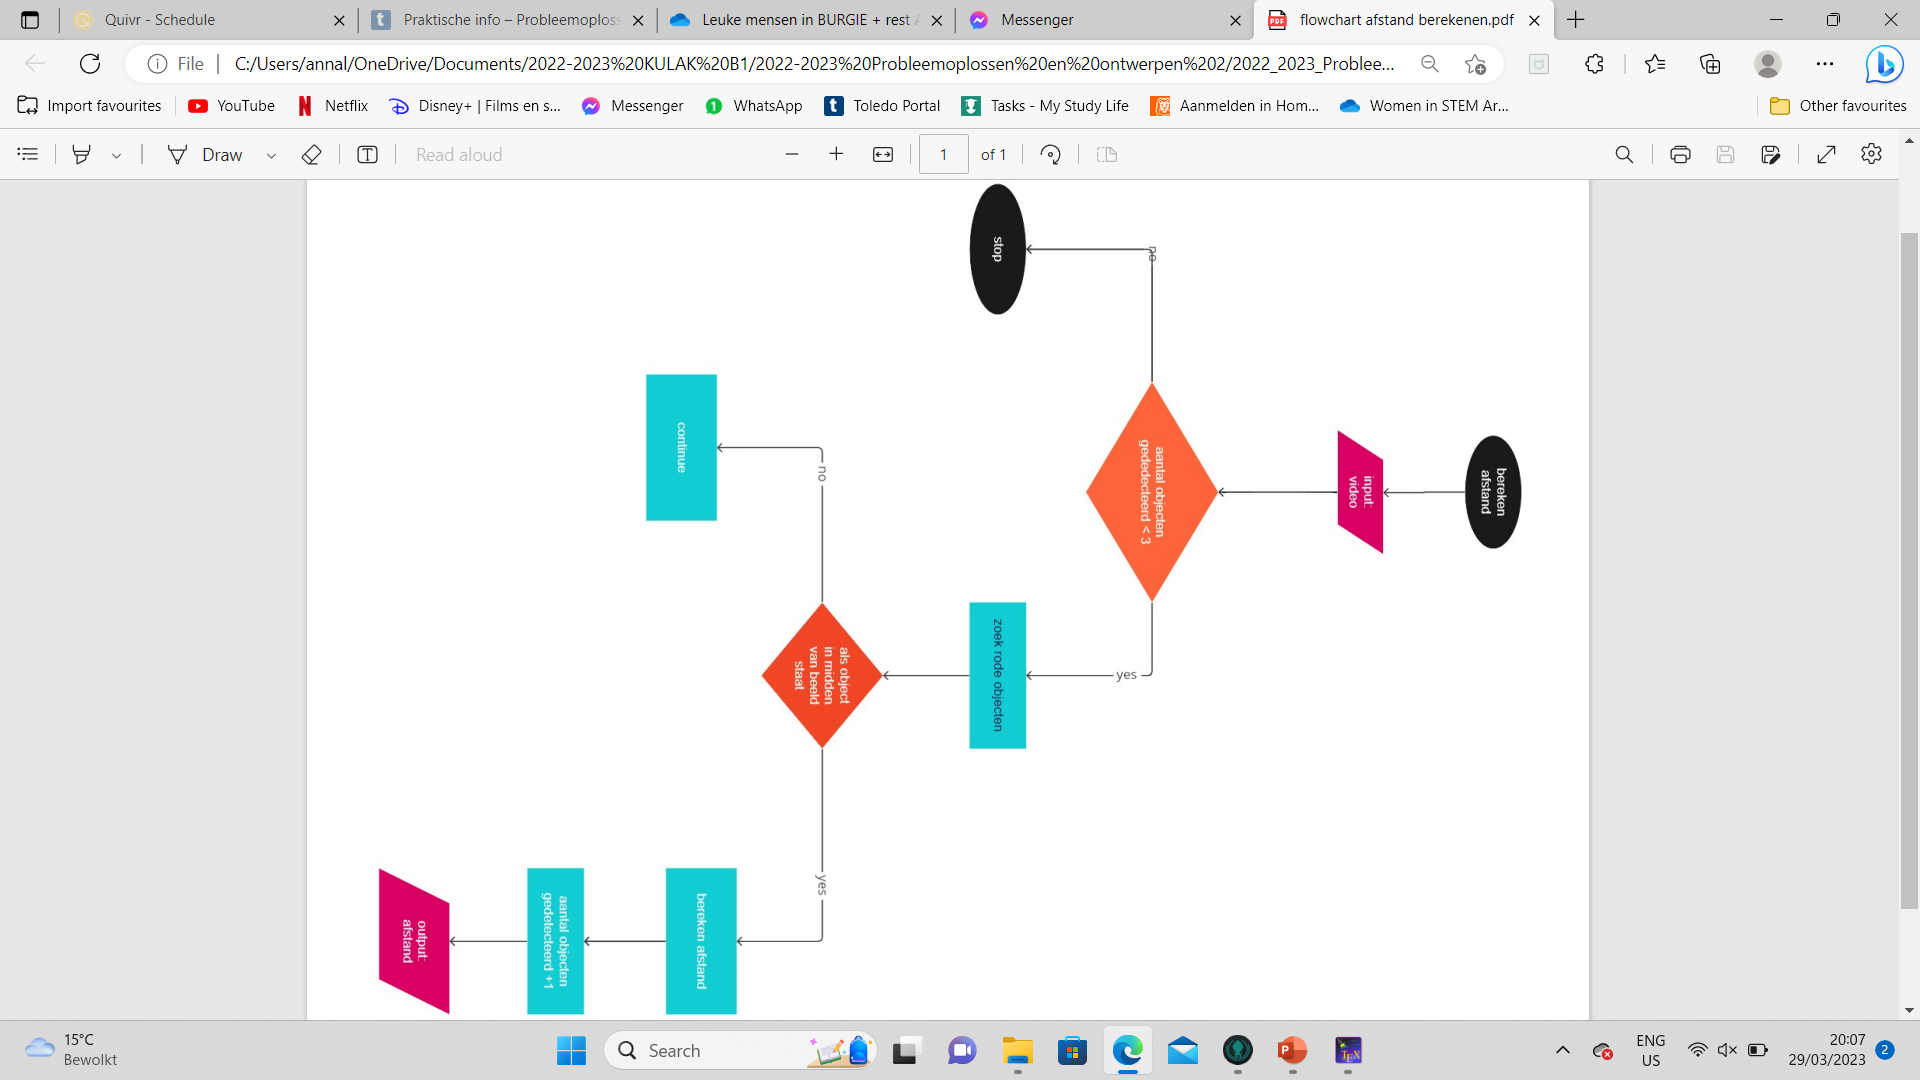 Quivr - Schedule
Praktische info – Probleemoplos
Leuke mensen in BURGIE + rest
Messenger
flowchart afstand berekenen.pdf
File
C:/Users/annal/OneDrive/Documents/2022-2023%20KULAK%20B1/2022-2023%20Probleemoplossen%20en%20ontwerpen%202/2022_2023_Problee...
Import favourites
YouTube
Netflix
Disney+ | Films en s...
Messenger
WhatsApp
Toledo Portal
Tasks - My Study Life
Aanmelden in Hom...
Women in STEM Ar...
Other favourites
Draw
Read aloud
1
of 1
bereken
afstand
input:
video
aantal objecten
gededecteerd < 3
no
stop
yes
zoek rode objecten
als object
in midden
van beeld
staat
no
continue
yes
bereken afstand
aantal objecten
gedetecteerd +1
output:
afstand
15°C
Bewolkt
Search
ENG
US
20:07
29/03/2023
2